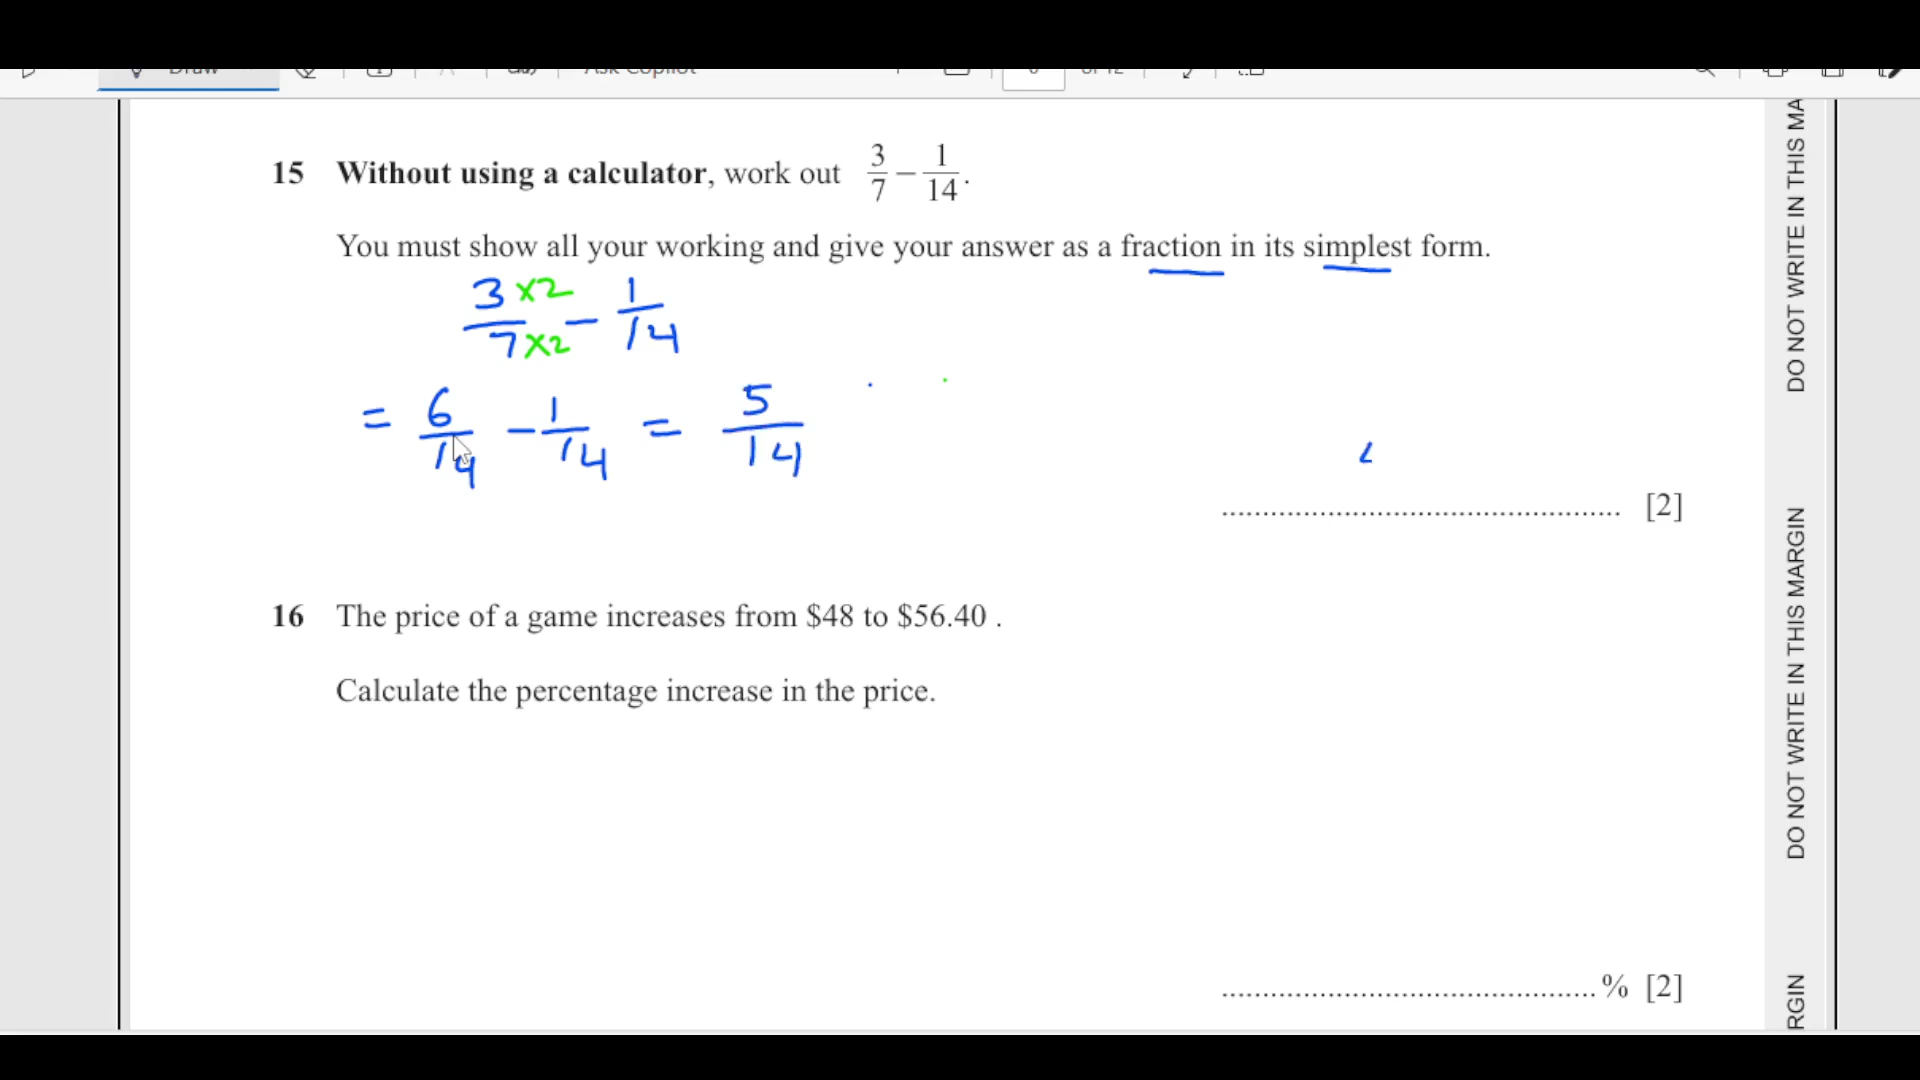 15 Without using a calculator, work out 3/7 − 1/14.
You must show all your working and give your answer as a fraction in its simplest form.
3×2/7×2 − 1/14
= 6/14 − 1/14 = 5/14
[2]
16 The price of a game increases from $48 to $56.40 .
Calculate the percentage increase in the price.
% [2]
DO NOT WRITE IN THIS MA
DO NOT WRITE IN THIS MARGIN
RGIN